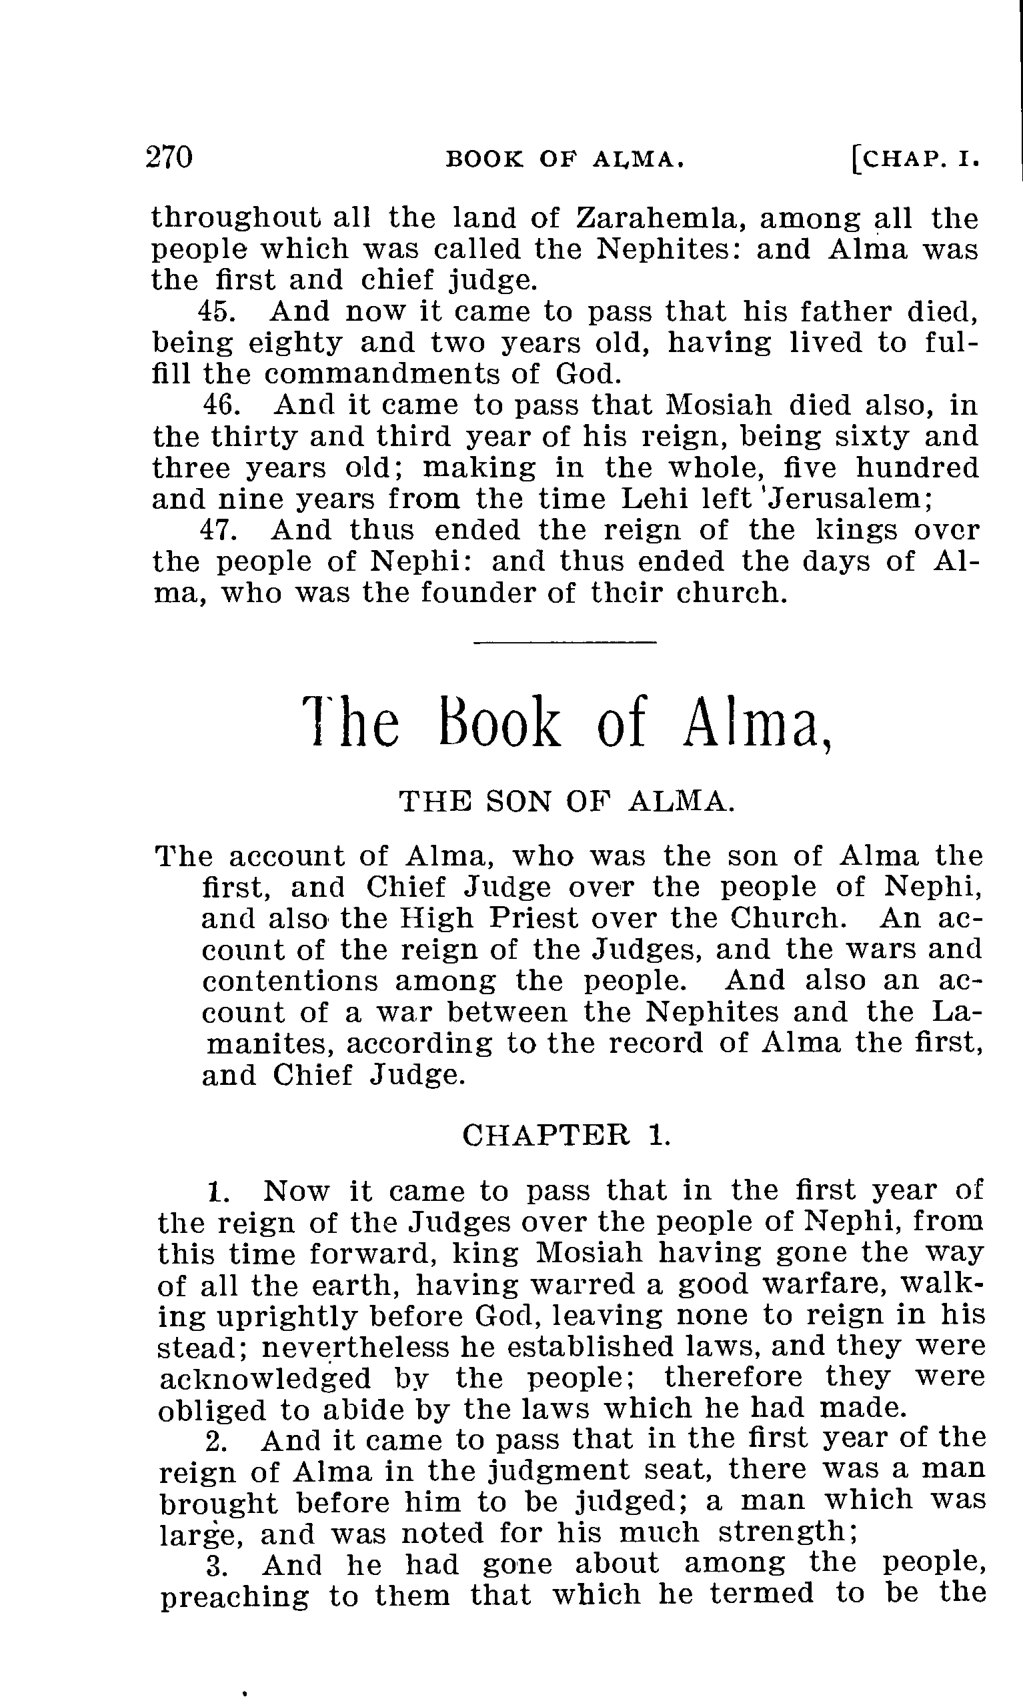 270 BOOK OF ALMA. [CHAP. I.
throughout all the land of Zarahemla, among all the
people which was called the Nephites: and Alma was
the first and chief judge.
45. And now it came to pass that his father died,
being eighty and two years old, having lived to ful-
fill the commandments of God.
46. And it came to pass that Mosiah died also, in
the thirty and third year of his reign, being sixty and
three years old; making in the whole, five hundred
and nine years from the time Lehi left Jerusalem;
47. And thus ended the reign of the kings over
the people of Nephi: and thus ended the days of Al-
ma, who was the founder of their church.
The Book of Alma,
THE SON OF ALMA.
The account of Alma, who was the son of Alma the
first, and Chief Judge over the people of Nephi,
and also the High Priest over the Church. An ac-
count of the reign of the Judges, and the wars and
contentions among the people. And also an ac-
count of a war between the Nephites and the La-
manites, according to the record of Alma the first,
and Chief Judge.
CHAPTER 1.
1. Now it came to pass that in the first year of
the reign of the Judges over the people of Nephi, from
this time forward, king Mosiah having gone the way
of all the earth, having warred a good warfare, walk-
ing uprightly before God, leaving none to reign in his
stead; nevertheless he established laws, and they were
acknowledged by the people; therefore they were
obliged to abide by the laws which he had made.
2. And it came to pass that in the first year of the
reign of Alma in the judgment seat, there was a man
brought before him to be judged; a man which was
large, and was noted for his much strength;
3. And he had gone about among the people,
preaching to them that which he termed to be the